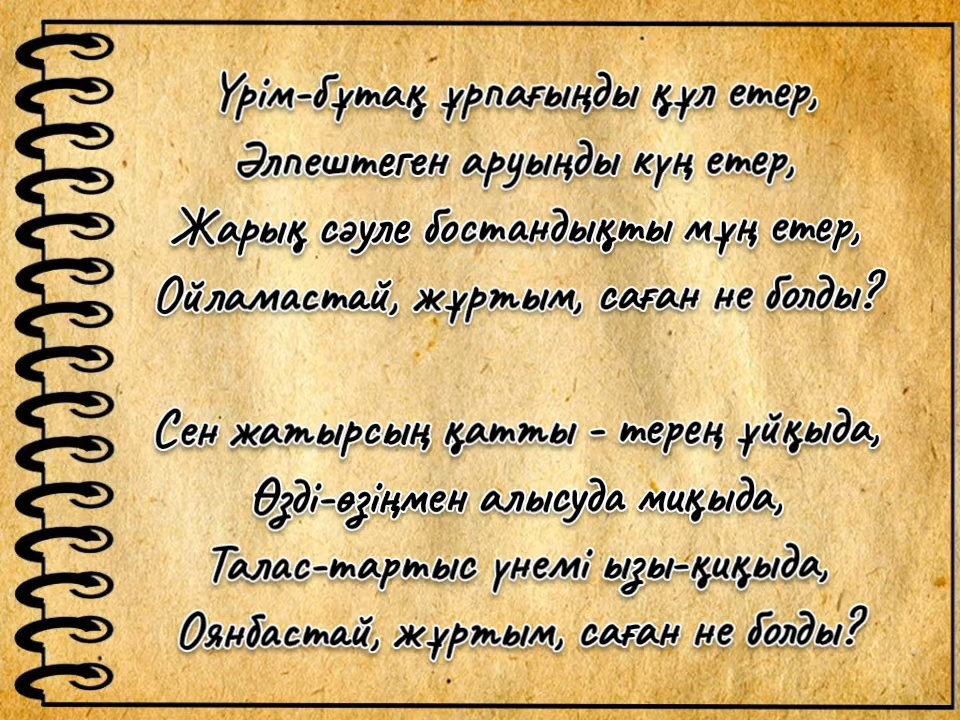 Үрім-бұтақ ұрпағыңды құл етер,
Әлпештеген аруыңды күң етер,
Жарық сәуле бостандықты мұң етер,
Ойламастай, жұртым, саған не болды?
Сен жатырсың қатты - терең ұйқыда,
Өзді-өзіңмен алысуда миқыда,
Талас-тартыс үнемі ызы-қиқыда,
Оянбастай, жұртым, саған не болды?